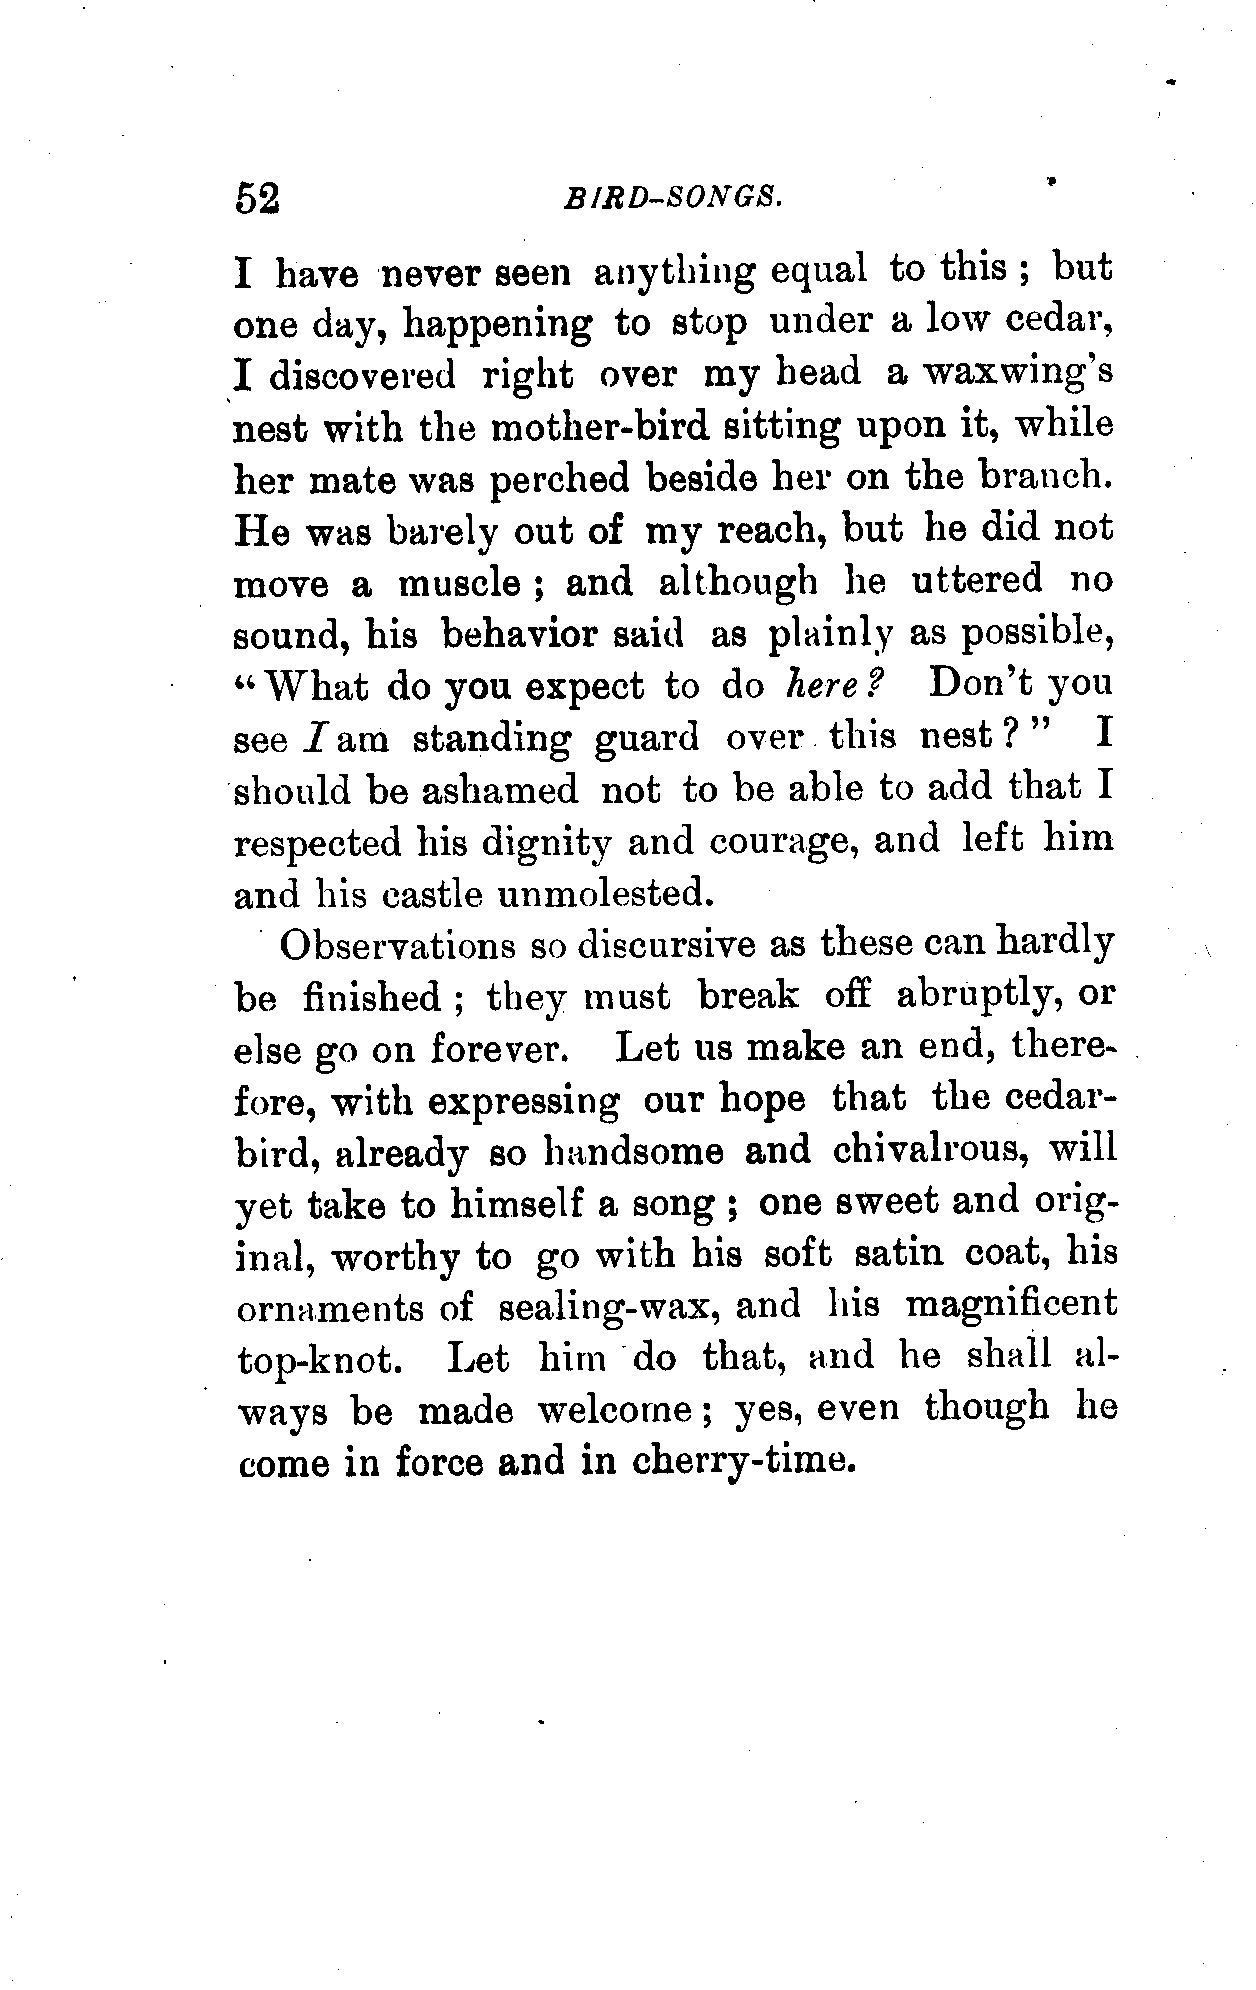 52 BIRD-SONGS.
I have never seen anything equal to this ; but
one day, happening to stop under a low cedar,
I discovered right over my head a waxwing's
nest with the mother-bird sitting upon it, while
her mate was perched beside her on the branch.
He was barely out of my reach, but he did not
move a muscle ; and although he uttered no
sound, his behavior said as plainly as possible,
“ What do you expect to do here ? Don't you
see I am standing guard over this nest ? ” I
should be ashamed not to be able to add that I
respected his dignity and courage, and left him
and his castle unmolested.
Observations so discursive as these can hardly
be finished ; they must break off abruptly, or
else go on forever. Let us make an end, there-
fore, with expressing our hope that the cedar-
bird, already so handsome and chivalrous, will
yet take to himself a song ; one sweet and orig-
inal, worthy to go with his soft satin coat, his
ornaments of sealing-wax, and his magnificent
top-knot. Let him do that, and he shall al-
ways be made welcome ; yes, even though he
come in force and in cherry-time.